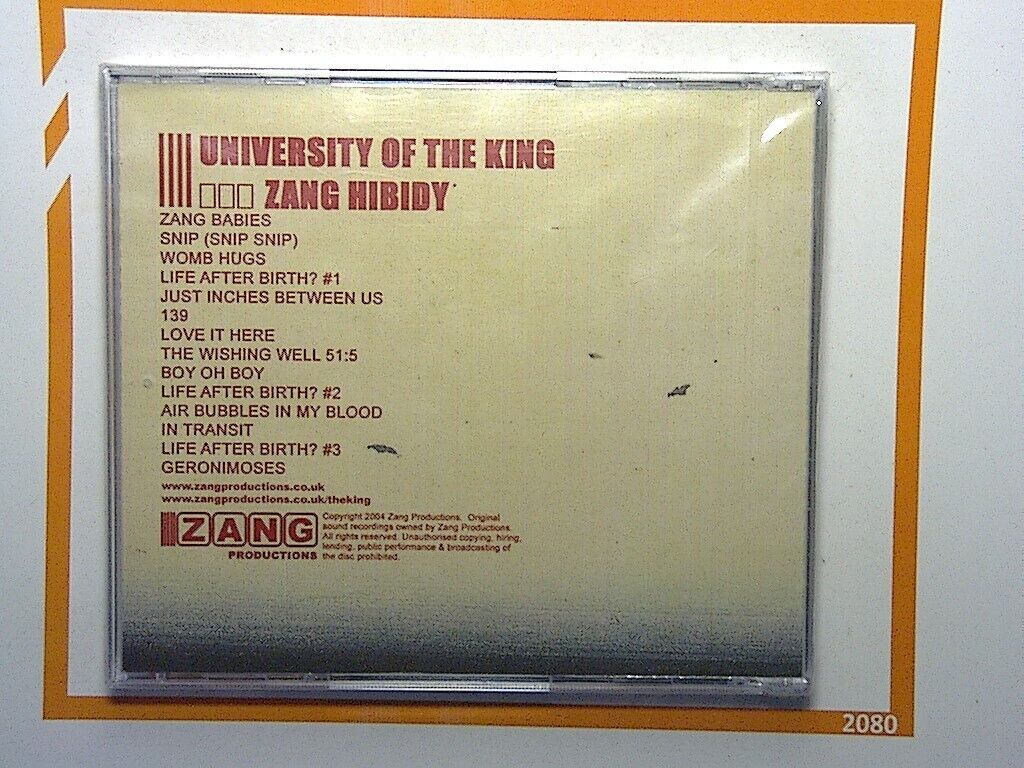 UNIVERSITY OF THE KING
□□□ ZANG HIBIDY
ZANG BABIES
SNIP (SNIP SNIP)
WOMB HUGS
LIFE AFTER BIRTH? #1
JUST INCHES BETWEEN US
139
LOVE IT HERE
THE WISHING WELL 51:5
BOY OH BOY
LIFE AFTER BIRTH? #2
AIR BUBBLES IN MY BLOOD
IN TRANSIT
LIFE AFTER BIRTH? #3
GERONIMOSES
www.zangproductions.co.uk
www.zangproductions.co.uk/theking
ZANG
PRODUCTIONS
Copyright 2004 Zang Productions. Original
sound recordings owned by Zang Productions.
All rights reserved. Unauthorised copying, hiring,
lending, public performance & broadcasting of
the disc prohibited.
2080